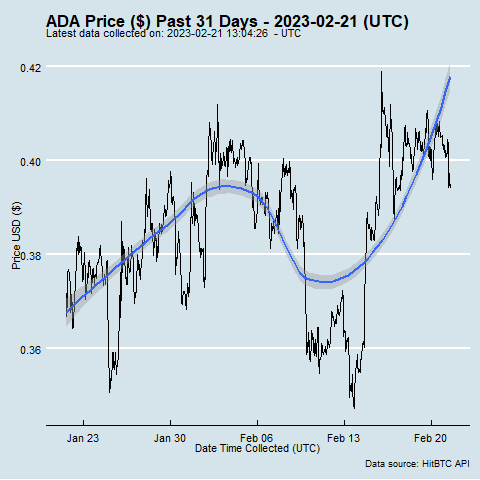 ADA Price ($) Past 31 Days - 2023-02-21 (UTC)
Latest data collected on: 2023-02-21 13:04:26 - UTC
0.42
0.40
0.38
0.36
Price USD ($)
Jan 23
Jan 30
Feb 06
Feb 13
Feb 20
Date Time Collected (UTC)
Data source: HitBTC API